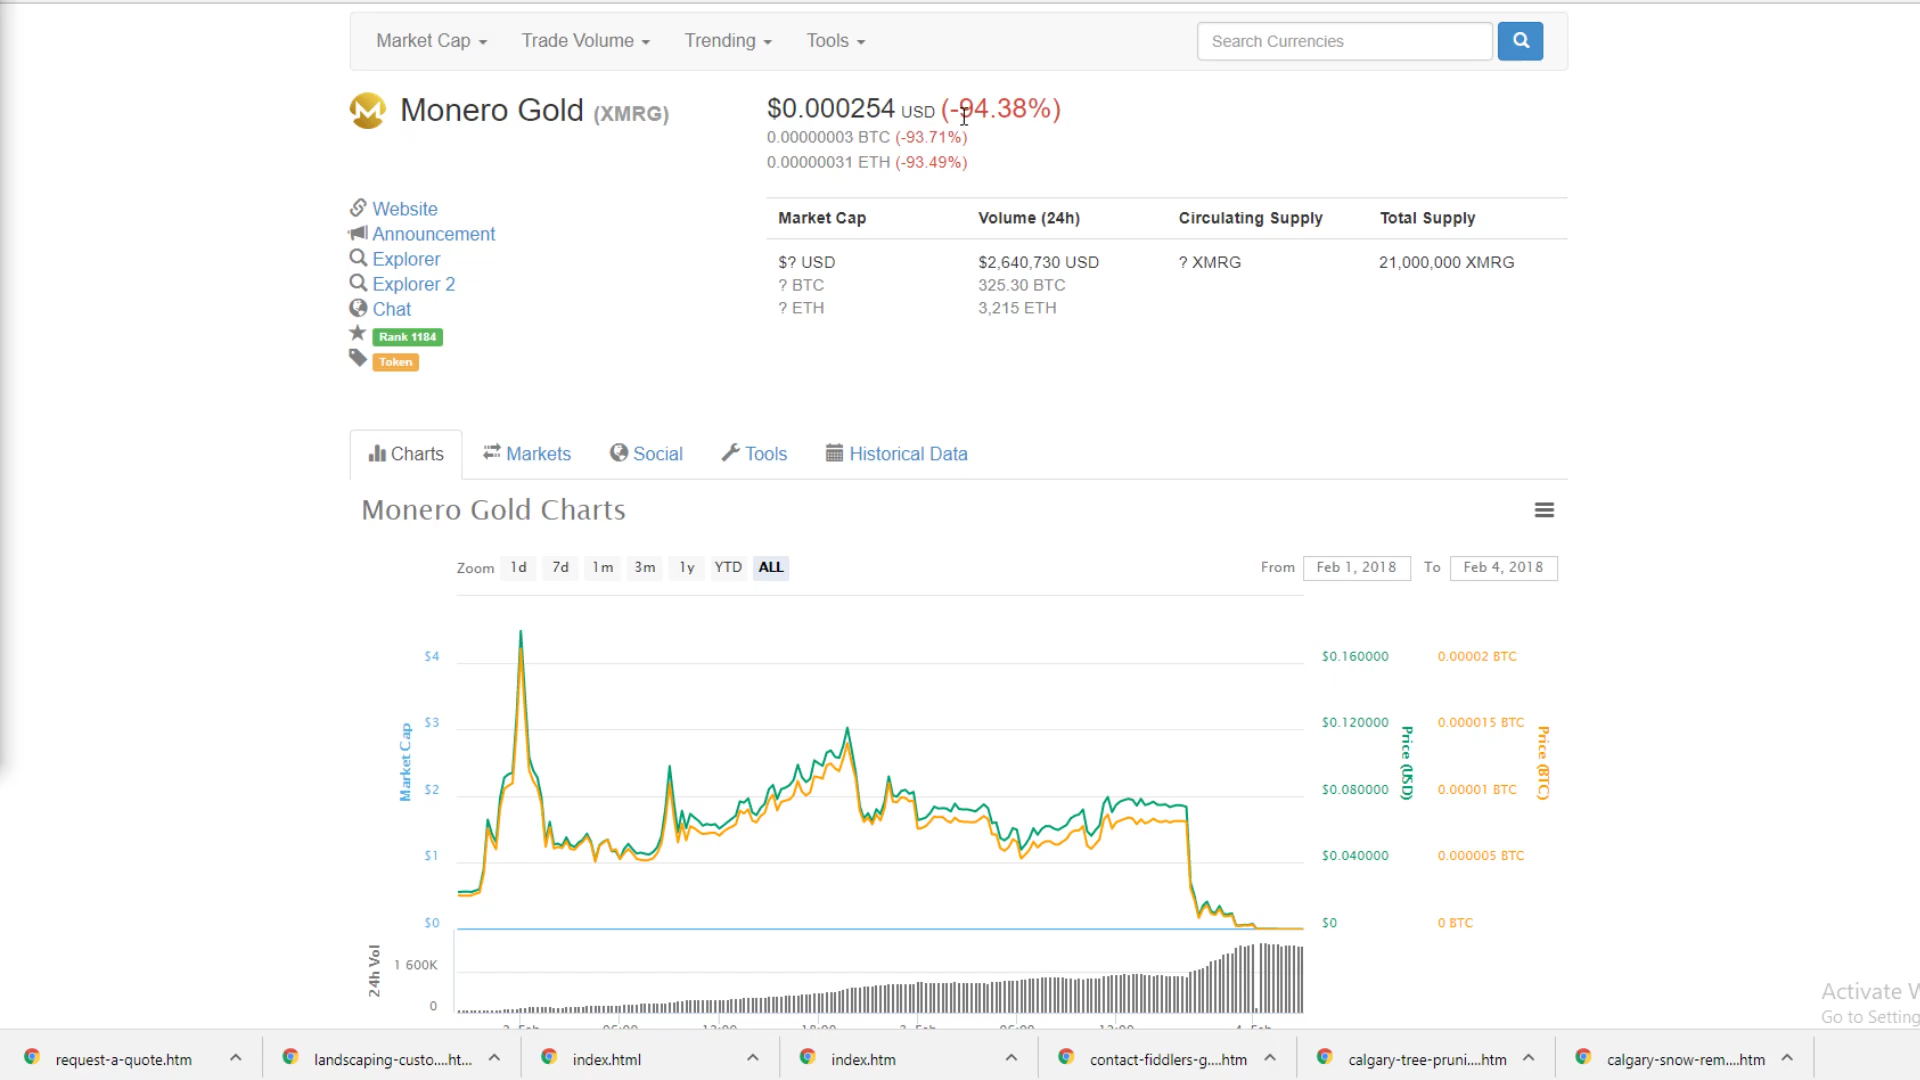 Market Cap Trade Volume Trending Tools Search Currencies
Monero Gold (XMRG)
$0.000254 USD (-94.38%)
0.00000003 BTC (-93.71%)
0.00000031 ETH (-93.49%)
Website
Announcement
Explorer
Explorer 2
Chat
Rank 1184
Token
Market Cap Volume (24h) Circulating Supply Total Supply
$? USD $2,640,730 USD ? XMRG 21,000,000 XMRG
? BTC 325.30 BTC
? ETH 3,215 ETH
Charts Markets Social Tools Historical Data
Monero Gold Charts
Zoom 1d 7d 1m 3m 1y YTD ALL From Feb 1, 2018 To Feb 4, 2018
$4 $0.160000 0.00002 BTC
$3 $0.120000 0.000015 BTC
$2 $0.080000 0.00001 BTC
$1 $0.040000 0.000005 BTC
$0 $0 0 BTC
Market Cap
Price (USD)
Price (BTC)
24h Vol
1 600K
0
Activate W
Go to Setting
request-a-quote.htm landscaping-custo....ht... index.html index.htm contact-fiddlers-g....htm calgary-tree-pruni....htm calgary-snow-rem....htm